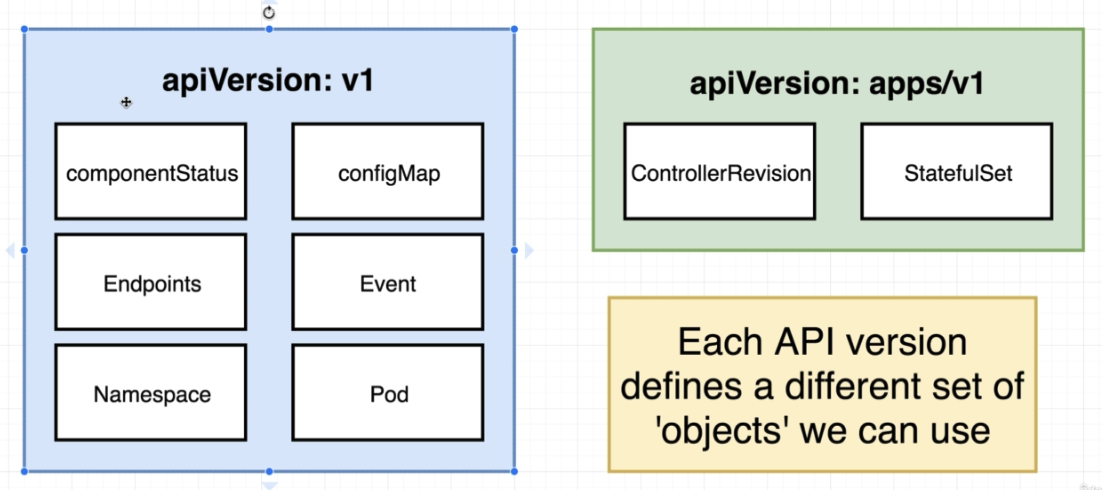 apiVersion: v1
componentStatus
configMap
Endpoints
Event
Namespace
Pod
apiVersion: apps/v1
ControllerRevision
StatefulSet
Each API version
defines a different set of
'objects' we can use